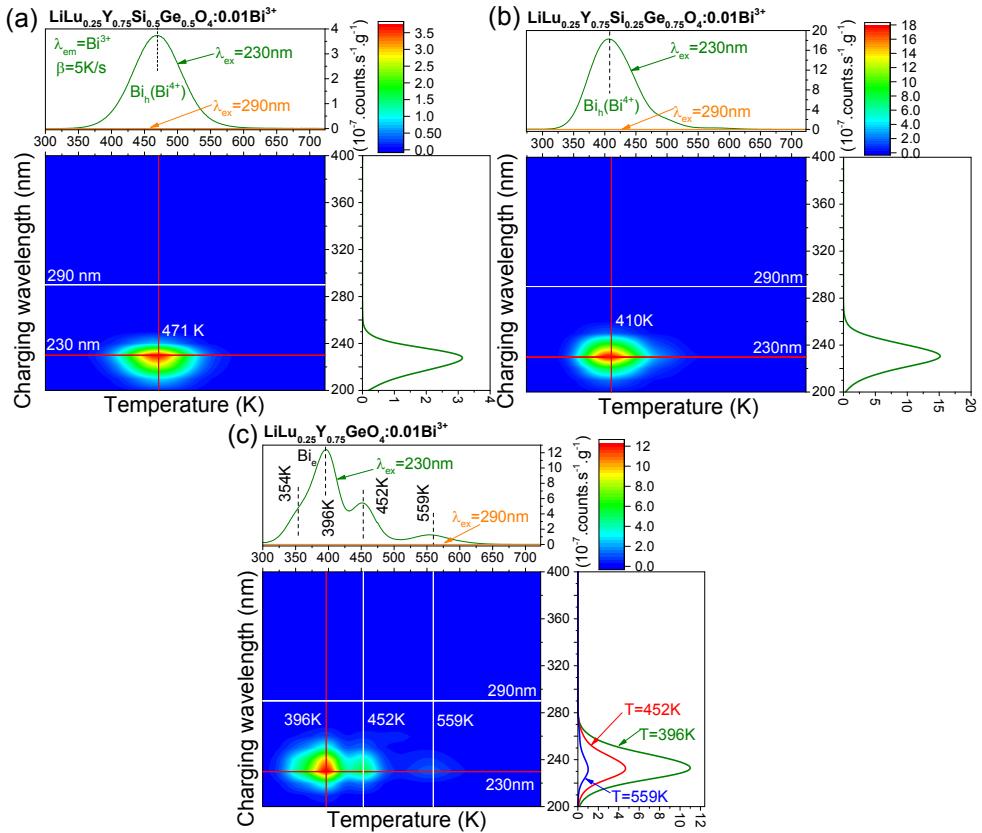 (a)
LiLu0.25Y0.75Si0.5Ge0.5O4:0.01Bi3+
λem=Bi3+
β=5K/s
λex=230nm
Bih(Bi4+)
λex=290nm
0 1 2 3 4
300 350 400 450 500 550 600 650 700
3.5
3.0
2.5
2.0
1.5
1.0
0.50
0.0
(10-7.counts.s-1.g-1)
Charging wavelength (nm)
290 nm
471 K
230 nm
400
360
320
280
240
200
Temperature (K)
0 1 2 3 4
(b)
LiLu0.25Y0.75Si0.25Ge0.75O4:0.01Bi3+
λex=230nm
Bih(Bi4+)
λex=290nm
20
16
12
8
4
0
300 350 400 450 500 550 600 650 700
18
16
14
12
10
8.0
6.0
4.0
2.0
0.0
(10-7.counts.s-1.g-1)
Charging wavelength (nm)
290nm
410K
230nm
400
360
320
280
240
200
Temperature (K)
0 5 10 15 20
(c)
LiLu0.25Y0.75GeO4:0.01Bi3+
Bie
λex=230nm
354K
396K
452K
559K
λex=290nm
12
10
8
6
4
2
0
300 350 400 450 500 550 600 650 700
12
10
8.0
6.0
4.0
2.0
0.0
(10-7.counts.s-1.g-1)
Charging wavelength (nm)
290nm
396K
452K
559K
230nm
400
360
320
280
240
200
Temperature (K)
T=452K
T=396K
T=559K
0 2 4 6 8 10 12